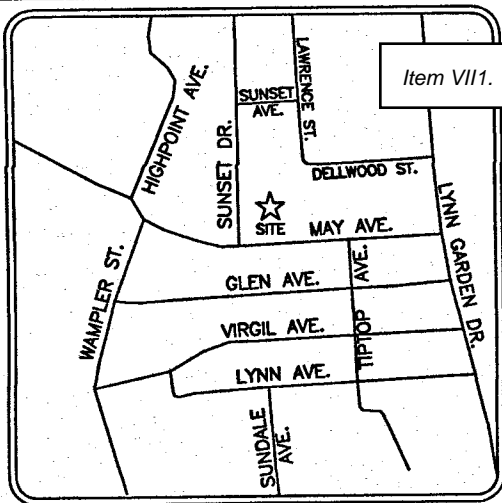 Item VII1.
HIGHPOINT AVE.
LAWRENCE ST.
SUNSET
AVE.
SUNSET DR.
DELLWOOD ST.
SITE
MAY AVE.
LYNN GARDEN DR.
WAMPLER ST.
GLEN AVE.
TIPTOP AVE.
VIRGIL AVE.
LYNN AVE.
SUNDALE
AVE.